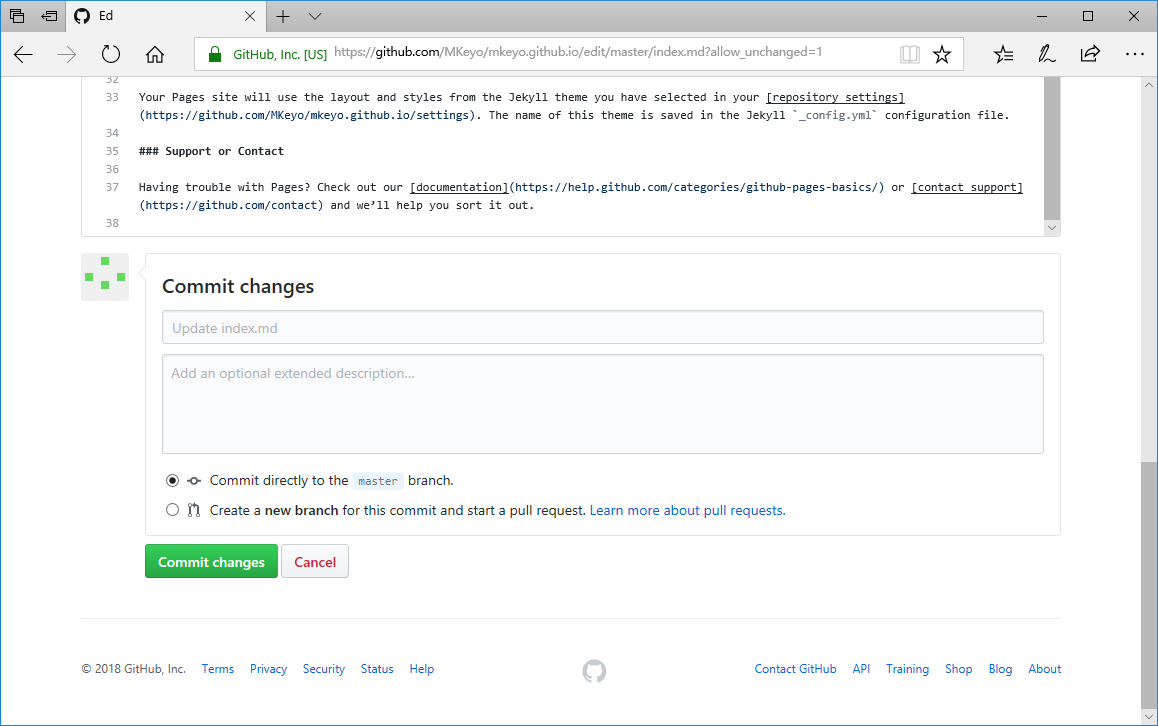 Ed
GitHub, Inc. [US] https://github.com/MKeyo/mkeyo.github.io/edit/master/index.md?allow_unchanged=1
32
33 Your Pages site will use the layout and styles from the Jekyll theme you have selected in your [repository settings]
(https://github.com/MKeyo/mkeyo.github.io/settings). The name of this theme is saved in the Jekyll `_config.yml` configuration file.
34
35 ### Support or Contact
36
37 Having trouble with Pages? Check out our [documentation](https://help.github.com/categories/github-pages-basics/) or [contact support]
(https://github.com/contact) and we’ll help you sort it out.
38
Commit changes
Update index.md
Add an optional extended description...
Commit directly to the master branch.
Create a new branch for this commit and start a pull request. Learn more about pull requests.
Commit changes Cancel
© 2018 GitHub, Inc. Terms Privacy Security Status Help Contact GitHub API Training Shop Blog About